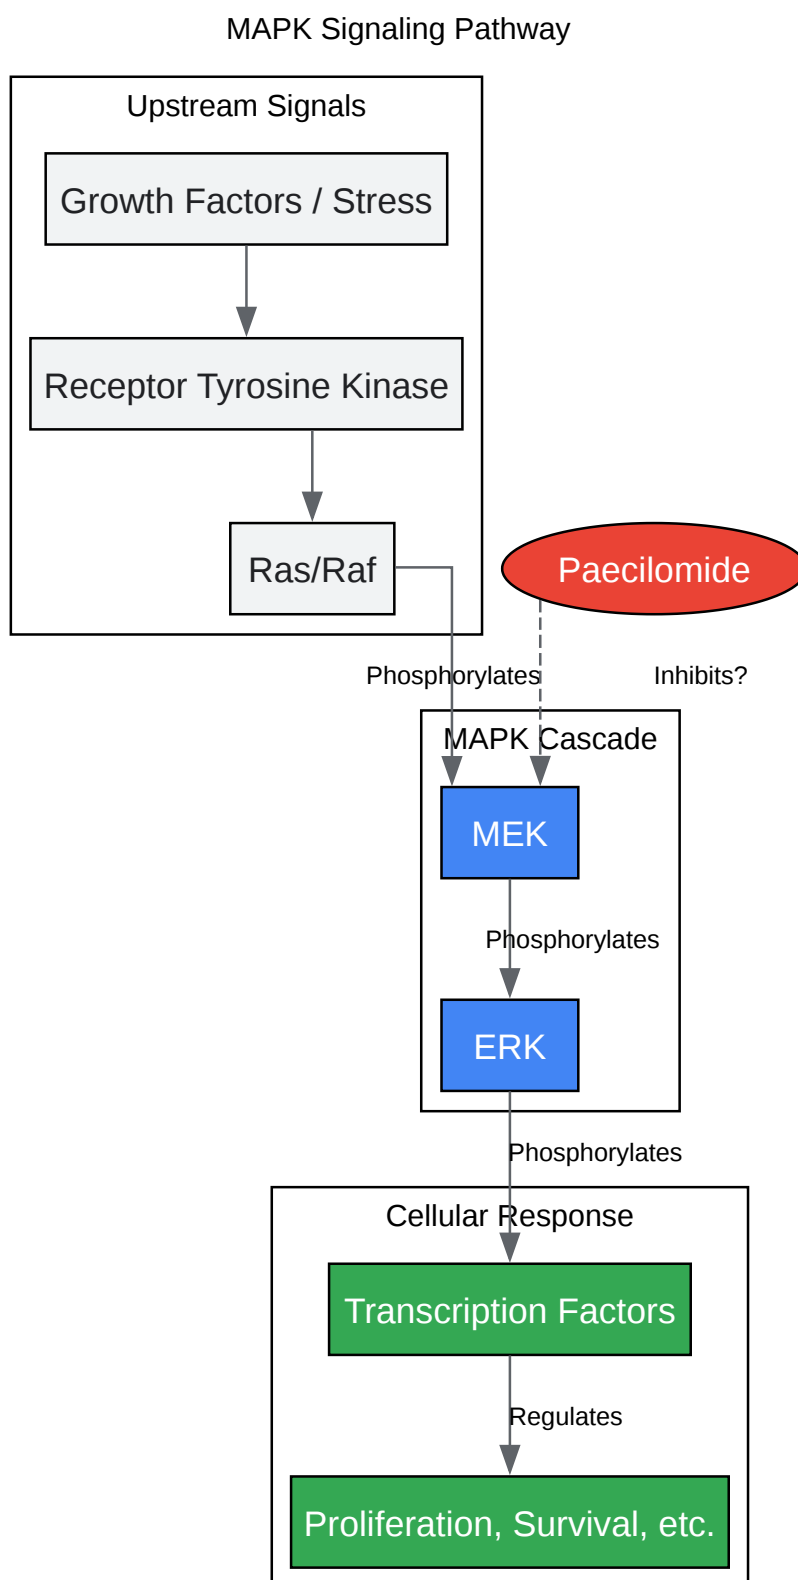 MAPK Signaling Pathway
Upstream Signals
Growth Factors / Stress
Receptor Tyrosine Kinase
Ras/Raf
Paecilomide
Phosphorylates
Inhibits?
MAPK Cascade
MEK
Phosphorylates
ERK
Phosphorylates
Cellular Response
Transcription Factors
Regulates
Proliferation, Survival, etc.